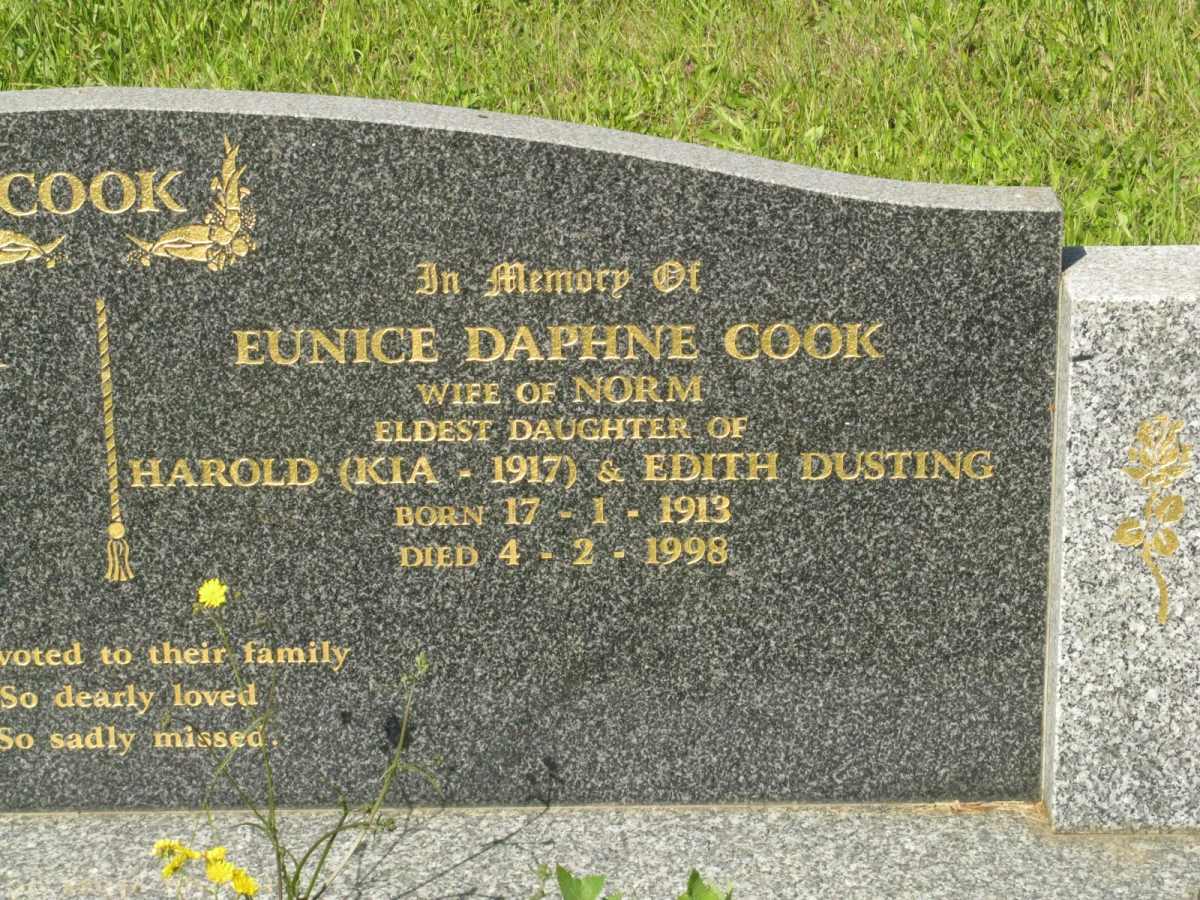 COOK
In Memory Of
EUNICE DAPHNE COOK
WIFE OF NORM
ELDEST DAUGHTER OF
HAROLD (KIA - 1917) & EDITH DUSTING
BORN 17 - 1 - 1913
DIED 4 - 2 - 1998
voted to their family
So dearly loved
So sadly missed.